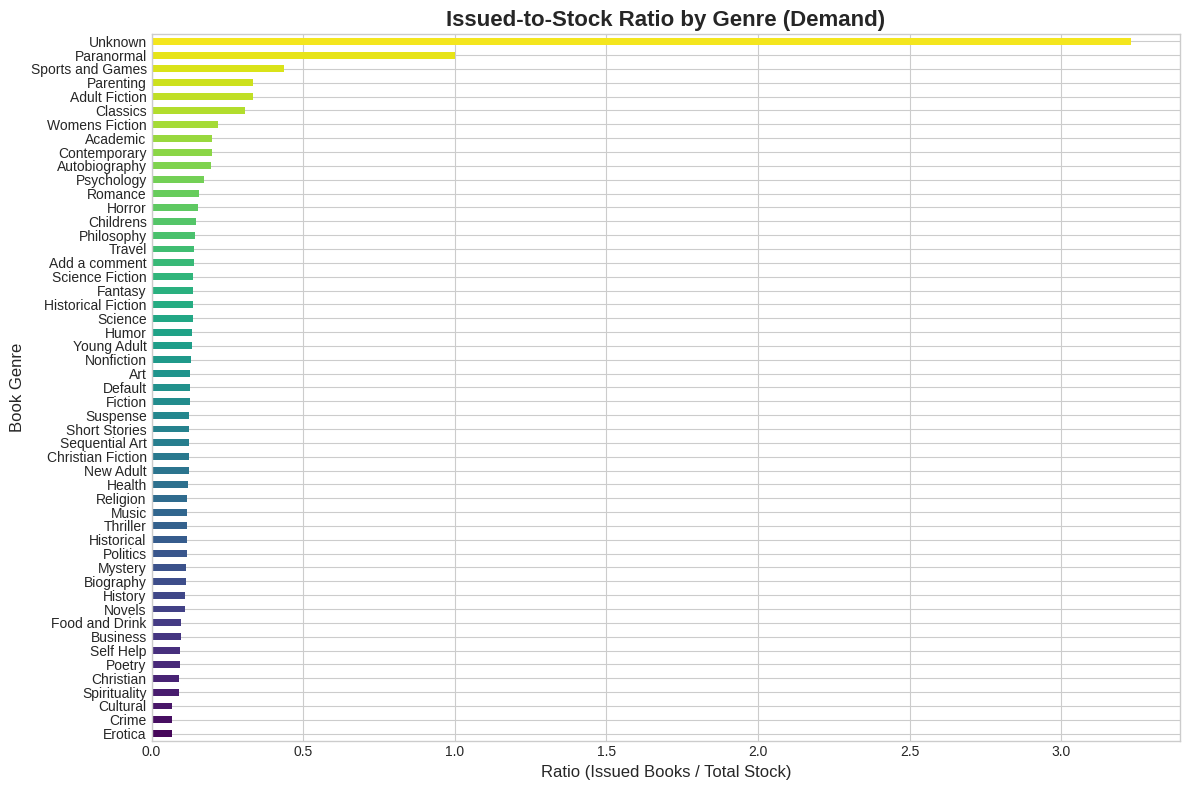 Issued-to-Stock Ratio by Genre (Demand)
Unknown
Paranormal
Sports and Games
Parenting
Adult Fiction
Classics
Womens Fiction
Academic
Contemporary
Autobiography
Psychology
Romance
Horror
Childrens
Philosophy
Travel
Add a comment
Science Fiction
Fantasy
Historical Fiction
Science
Humor
Young Adult
Nonfiction
Art
Default
Fiction
Suspense
Short Stories
Sequential Art
Christian Fiction
New Adult
Health
Religion
Music
Thriller
Historical
Politics
Mystery
Biography
History
Novels
Food and Drink
Business
Self Help
Poetry
Christian
Spirituality
Cultural
Crime
Erotica
Book Genre
0.0 0.5 1.0 1.5 2.0 2.5 3.0
Ratio (Issued Books / Total Stock)